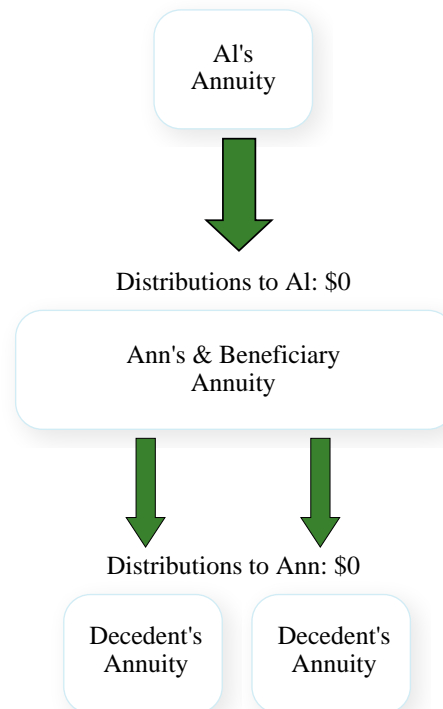 Al's
Annuity
Distributions to Al: $0
Ann's & Beneficiary
Annuity
Distributions to Ann: $0
Decedent's
Annuity
Decedent's
Annuity